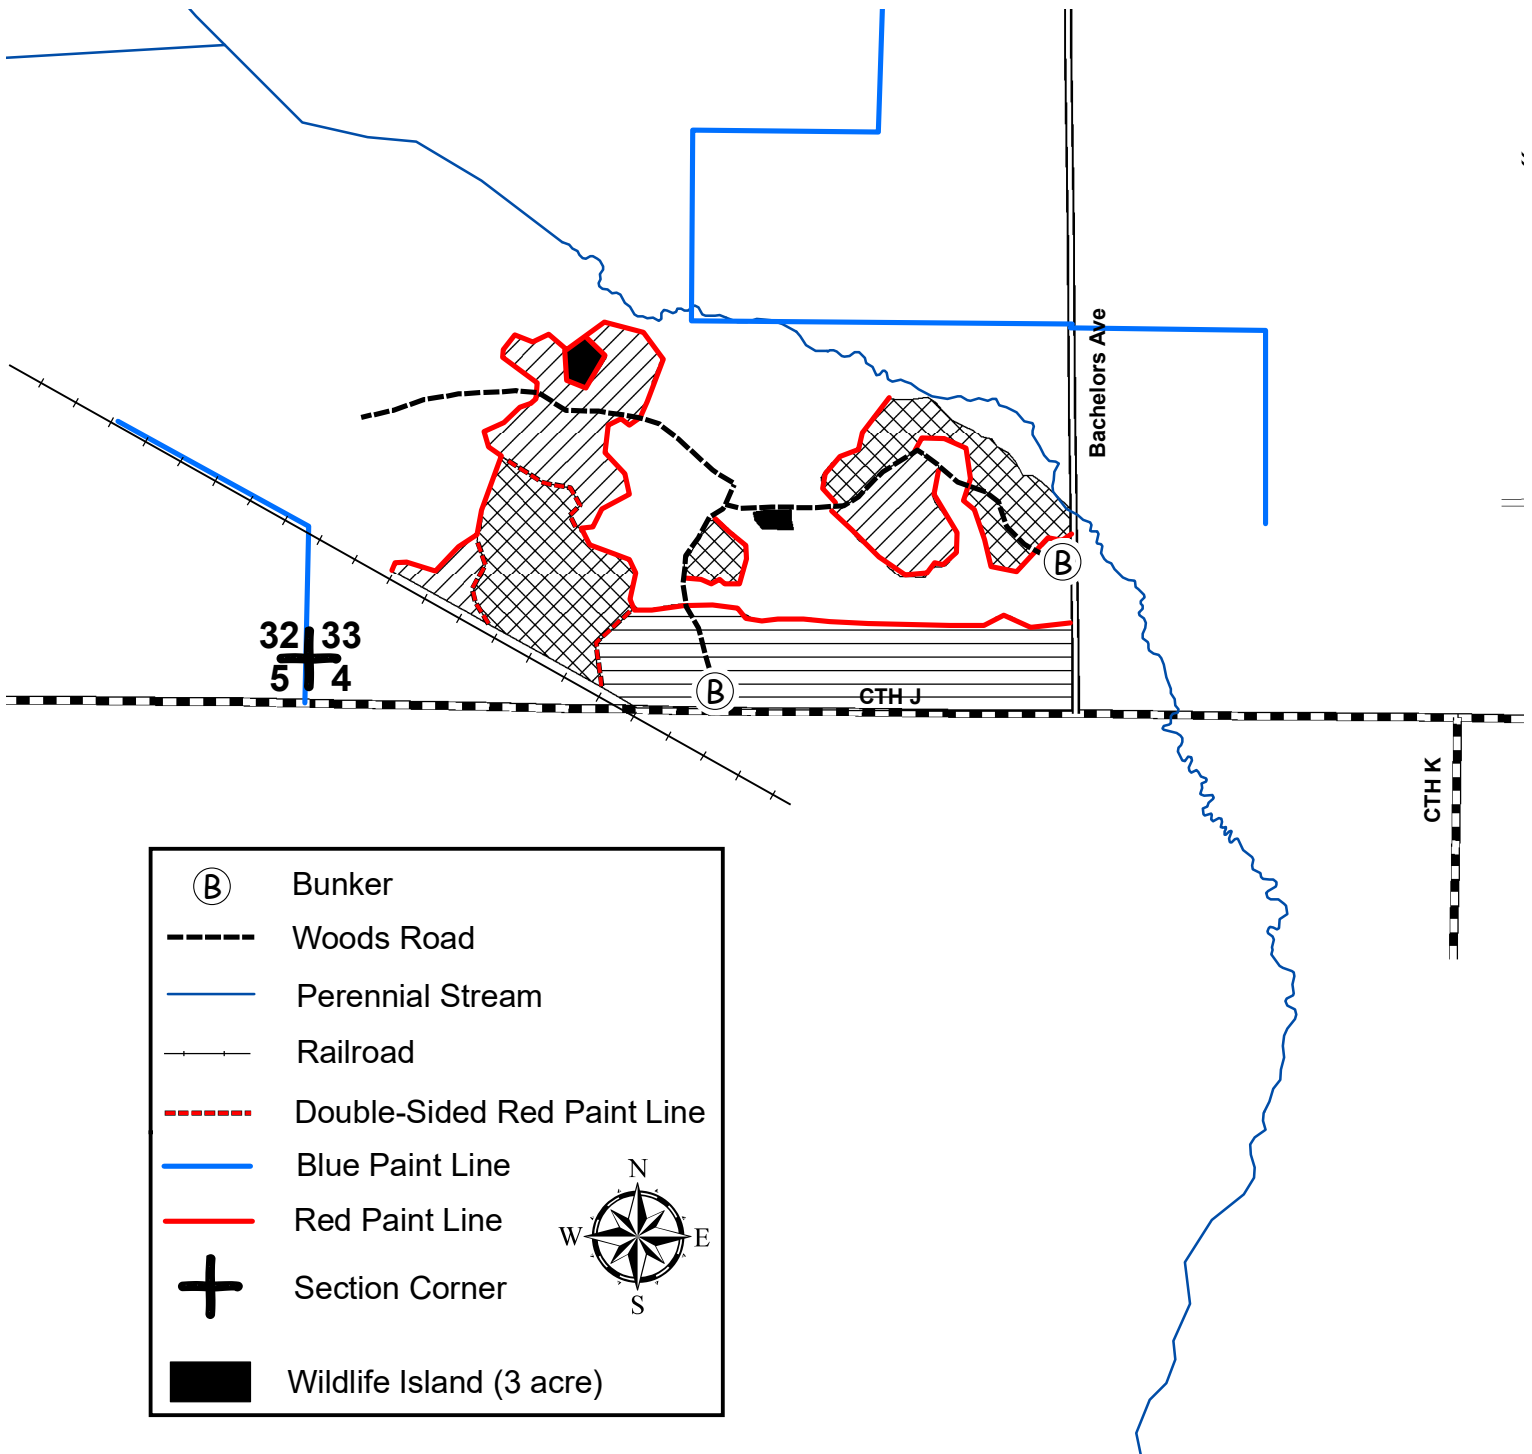 Bachelors Ave
B
32 33
5 4
B
CTH J
CTH K
B Bunker
Woods Road
Perennial Stream
Railroad
Double-Sided Red Paint Line
Blue Paint Line
N
Red Paint Line
W E
Section Corner
S
Wildlife Island (3 acre)